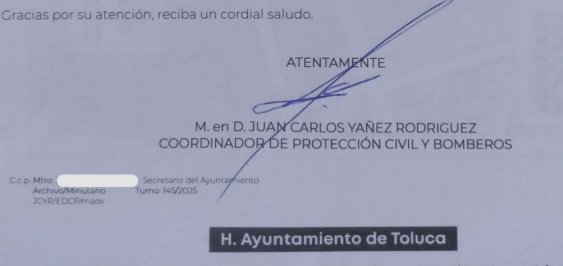 Gracias por su atención, reciba un cordial saludo.
ATENTAMENTE
M. en D. JUAN CARLOS YAÑEZ RODRIGUEZ
COORDINADOR DE PROTECCIÓN CIVIL Y BOMBEROS
C.c.p. Mtro. Secretario del Ayuntamiento
Archivo/Minutario Turno: 145/2025
JCYR/EDCP/maov
H. Ayuntamiento de Toluca